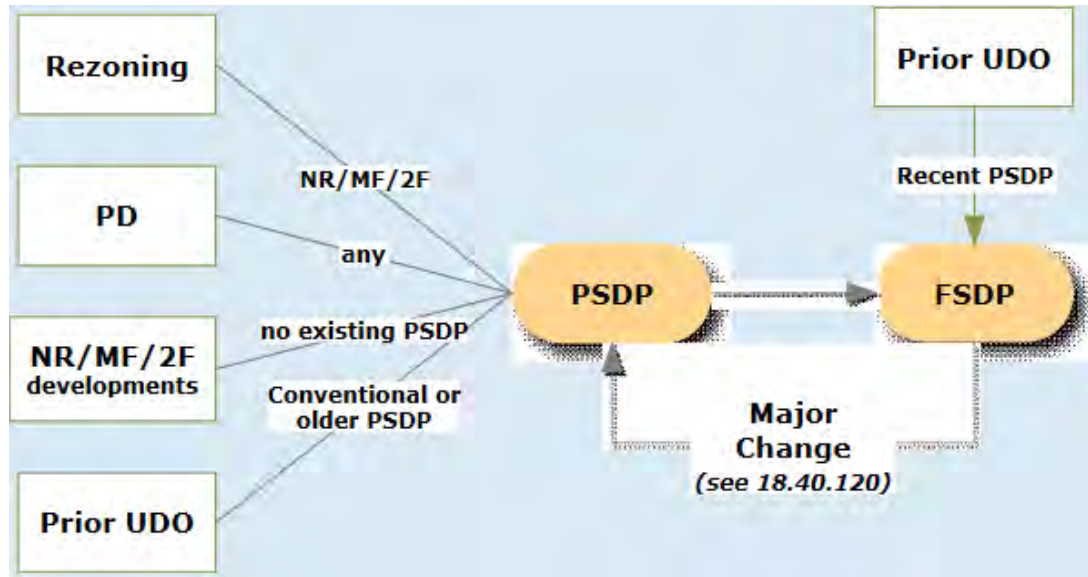 Rezoning
PD
NR/MF/2F
developments
Prior UDO
NR/MF/2F
any
no existing PSDP
Conventional or
older PSDP
PSDP
Prior UDO
Recent PSDP
FSDP
Major
Change
(see 18.40.120)